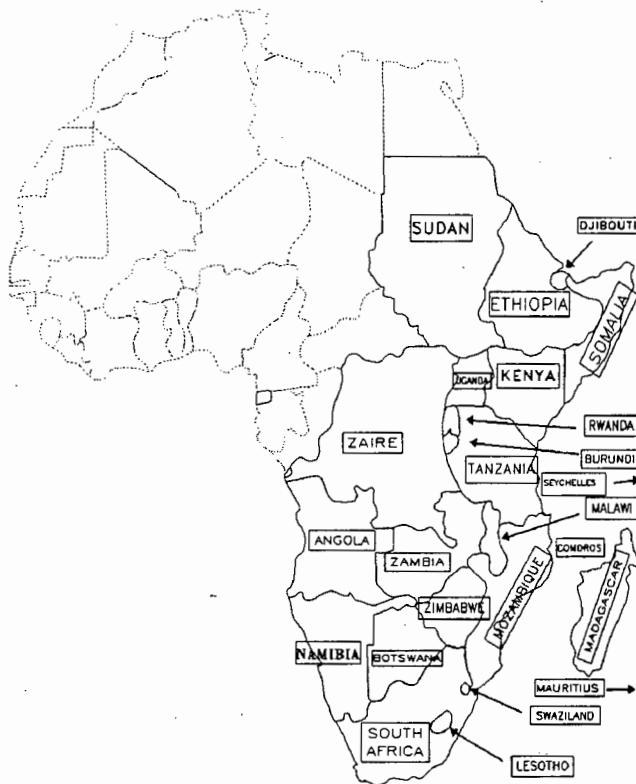 SUDAN
DJIBOUTI
ETHIOPIA
SOMALIA
UGANDA
KENYA
RWANDA
ZAIRE
BURUNDI
TANZANIA
SEYCHELLES
MALAWI
ANGOLA
COMOROS
ZAMBIA
MOZAMBIQUE
MADAGASCAR
ZIMBABWE
NAMIBIA
BOTSWANA
MAURITIUS
SWAZILAND
SOUTH
AFRICA
LESOTHO